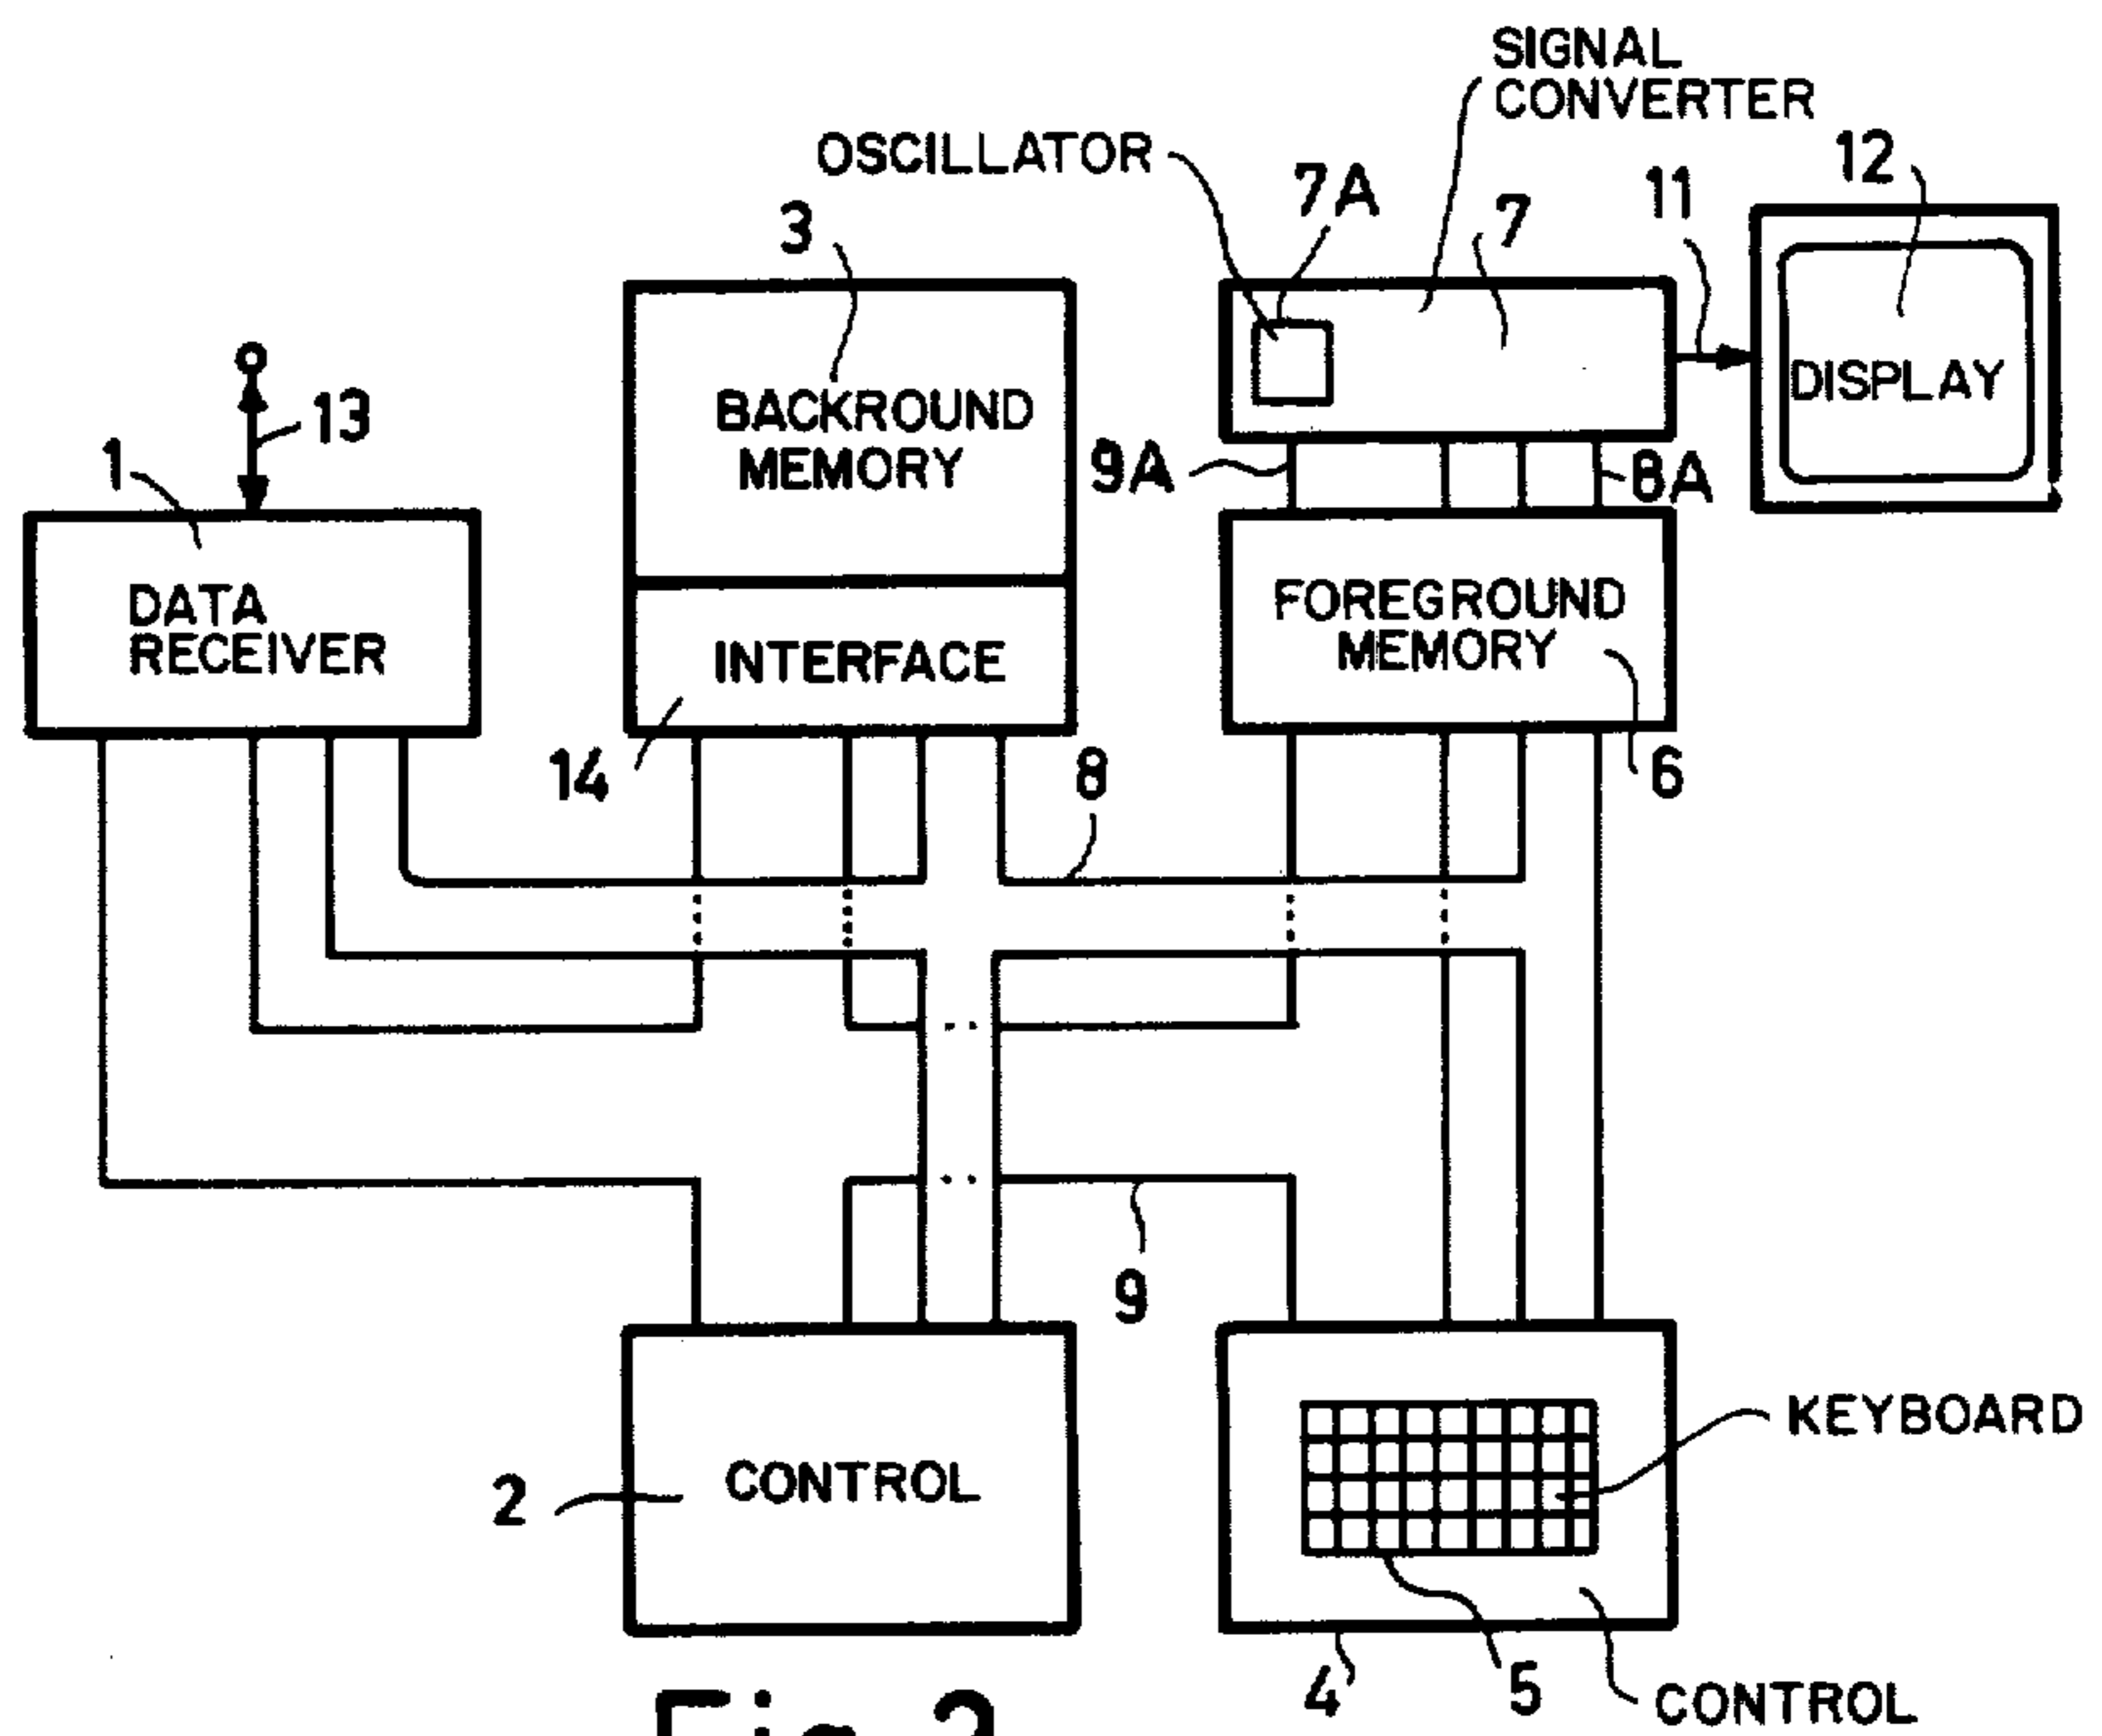 SIGNAL
CONVERTER
OSCILLATOR
7A
7
11
12
3
13
1
BACKROUND
MEMORY
DISPLAY
9A
8A
DATA
RECEIVER
FOREGROUND
MEMORY
INTERFACE
14
8
6
9
KEYBOARD
2
CONTROL
4
5
CONTROL